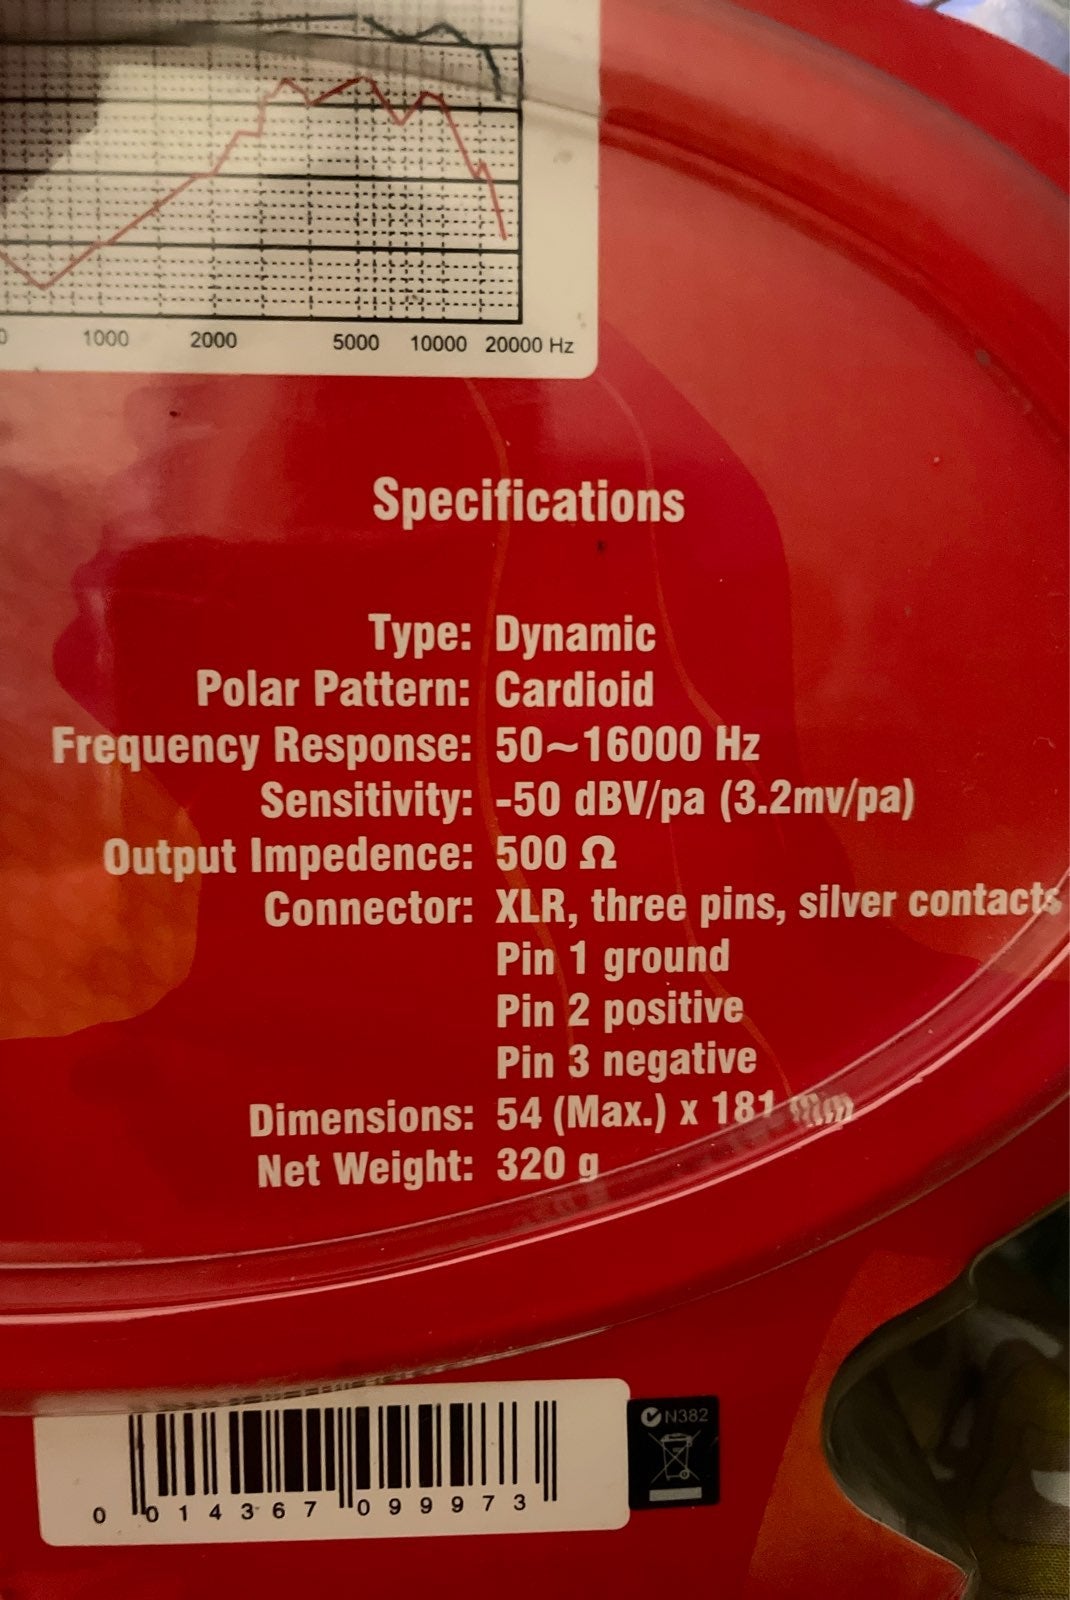 0 1000 2000 5000 10000 20000 Hz
Specifications
Type: Dynamic
Polar Pattern: Cardioid
Frequency Response: 50~16000 Hz
Sensitivity: -50 dBV/pa (3.2mv/pa)
Output Impedence: 500 Ω
Connector: XLR, three pins, silver contacts
Pin 1 ground
Pin 2 positive
Pin 3 negative
Dimensions: 54 (Max.) x 181 mm
Net Weight: 320 g
N382
0 014367 099973